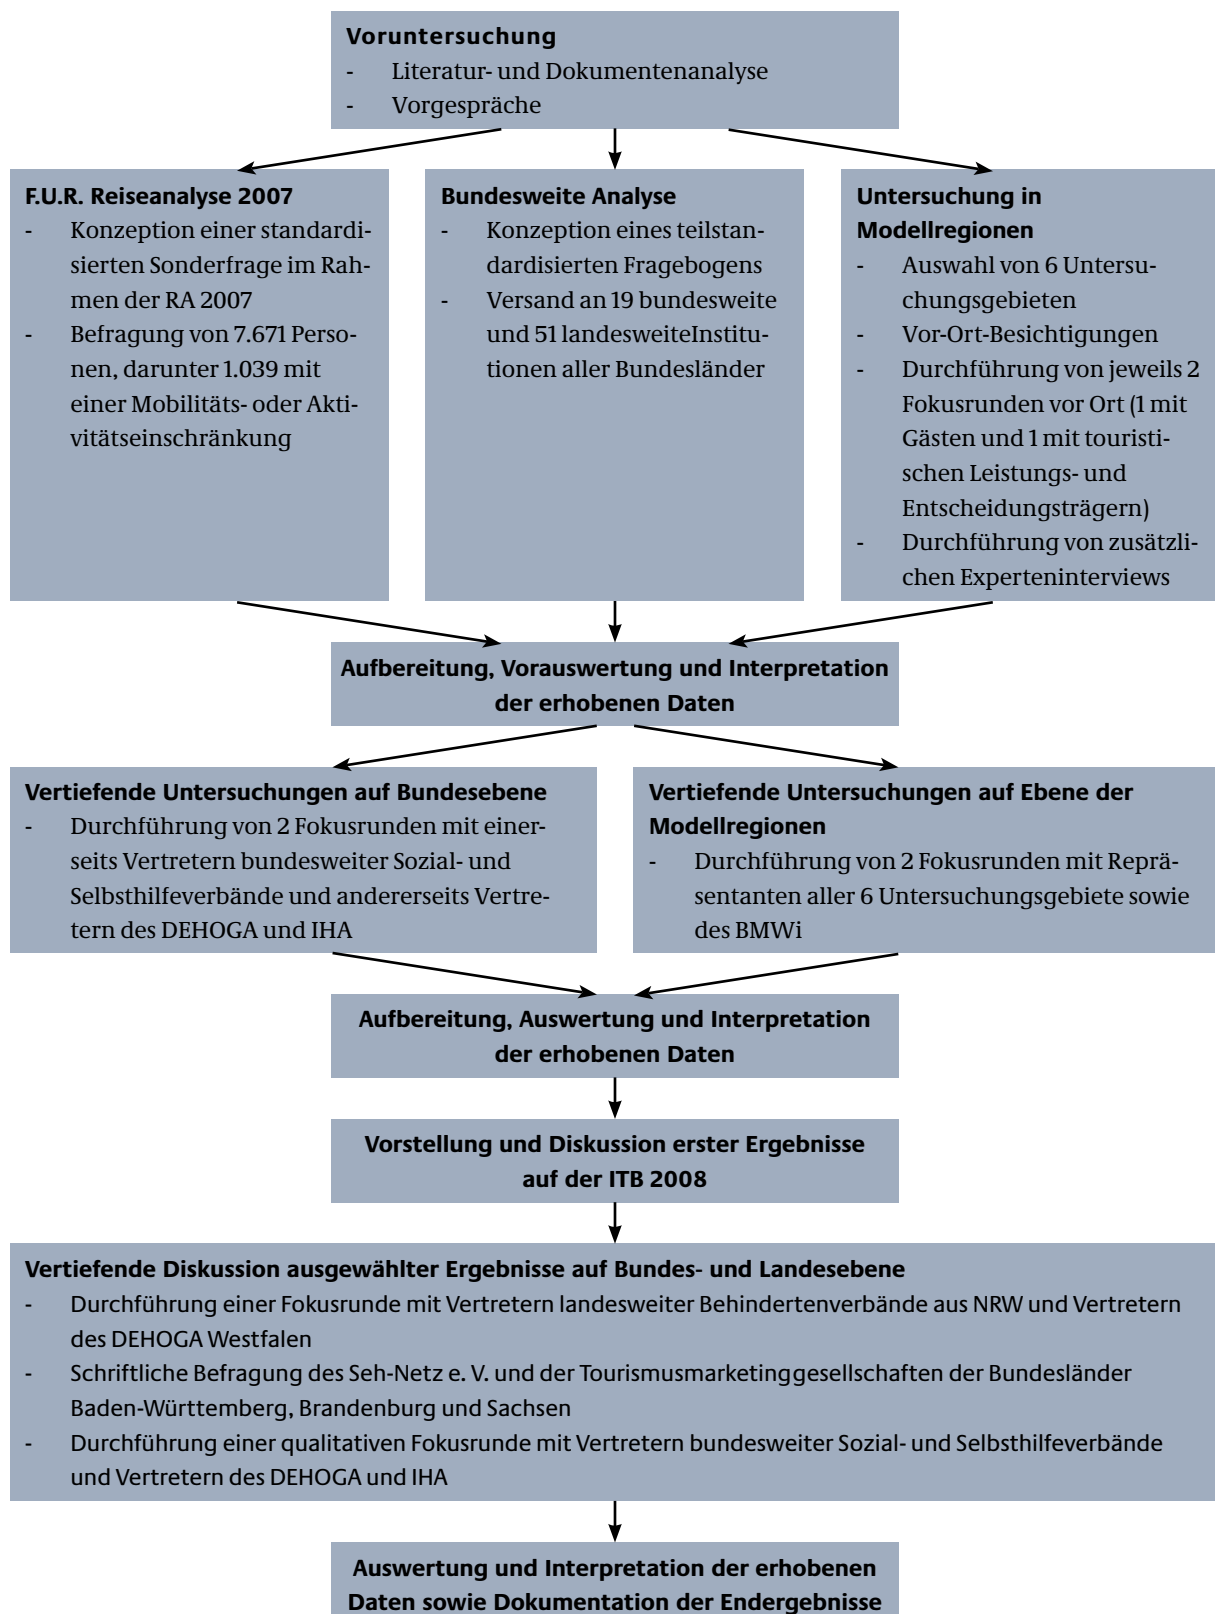 Voruntersuchung
- Literatur- und Dokumentenanalyse
- Vorgespräche
F.U.R. Reiseanalyse 2007
- Konzeption einer standardi-
sierten Sonderfrage im Rah-
men der RA 2007
- Befragung von 7.671 Perso-
nen, darunter 1.039 mit
einer Mobilitäts- oder Akti-
vitätseinschränkung
Bundesweite Analyse
- Konzeption eines teilstan-
dardisierten Fragebogens
- Versand an 19 bundesweite
und 51 landesweiteInstitu-
tionen aller Bundesländer
Untersuchung in
Modellregionen
- Auswahl von 6 Untersu-
chungsgebieten
- Vor-Ort-Besichtigungen
- Durchführung von jeweils 2
Fokusrunden vor Ort (1 mit
Gästen und 1 mit touristi-
schen Leistungs- und
Entscheidungsträgern)
- Durchführung von zusätzli-
chen Experteninterviews
Aufbereitung, Vorauswertung und Interpretation
der erhobenen Daten
Vertiefende Untersuchungen auf Bundesebene
- Durchführung von 2 Fokusrunden mit einer-
seits Vertretern bundesweiter Sozial- und
Selbsthilfeverbände und andererseits Vertre-
tern des DEHOGA und IHA
Vertiefende Untersuchungen auf Ebene der
Modellregionen
- Durchführung von 2 Fokusrunden mit Reprä-
sentanten aller 6 Untersuchungsgebiete sowie
des BMWi
Aufbereitung, Auswertung und Interpretation
der erhobenen Daten
Vorstellung und Diskussion erster Ergebnisse
auf der ITB 2008
Vertiefende Diskussion ausgewählter Ergebnisse auf Bundes- und Landesebene
- Durchführung einer Fokusrunde mit Vertretern landesweiter Behindertenverbände aus NRW und Vertretern
des DEHOGA Westfalen
- Schriftliche Befragung des Seh-Netz e. V. und der Tourismusmarketinggesellschaften der Bundesländer
Baden-Württemberg, Brandenburg und Sachsen
- Durchführung einer qualitativen Fokusrunde mit Vertretern bundesweiter Sozial- und Selbsthilfeverbände
und Vertretern des DEHOGA und IHA
Auswertung und Interpretation der erhobenen
Daten sowie Dokumentation der Endergebnisse